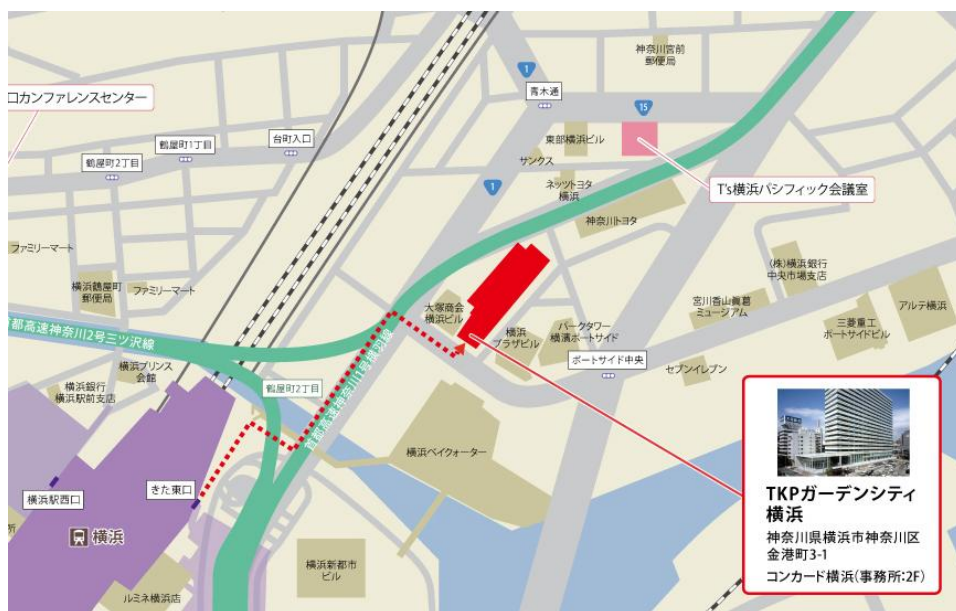 神奈川宮前
郵便局
1
青木通
15
口カンファレンスセンター
鶴屋町1丁目
台町入口
鶴屋町2丁目
東部横浜ビル
サンクス
1
ネッツトヨタ
横浜
T's横浜パシフィック会議室
神奈川トヨタ
ファミリーマート
横浜鶴屋町
郵便局
ファミリーマート
(株)横浜銀行
中央市場支店
大塚商会
横浜ビル
宮川香山眞葛
ミュージアム
アルテ横浜
首都高速神奈川2号三ツ沢線
横浜
プラザビル
パークタワー
横濱ポートサイド
三菱重工
ポートサイドビル
ポートサイド中央
セブンイレブン
横浜プリンス
会館
鶴屋町2丁目
首都高速神奈川1号横羽線
横浜銀行
横浜駅前支店
横浜ベイクォーター
横浜駅西口
きた東口
所
横浜
横浜新都市
ビル
ルミネ横浜店
TKPガーデンシティ
横浜
神奈川県横浜市神奈川区
金港町3-1
コンカード横浜(事務所:2F)